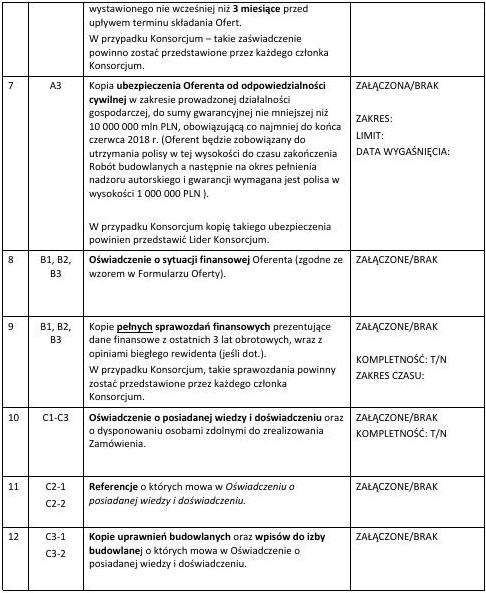 wystawionego nie wcześniej niż 3 miesiące przed
upływem terminu składania Ofert.
W przypadku Konsorcjum – takie zaświadczenie
powinno zostać przedstawione przez każdego członka
Konsorcjum.
7 A3 Kopia ubezpieczenia Oferenta od odpowiedzialności ZAŁĄCZONA/BRAK
cywilnej w zakresie prowadzonej działalności
gospodarczej, do sumy gwarancyjnej nie mniejszej niż ZAKRES:
10 000 000 mln PLN, obowiązującą co najmniej do końca LIMIT:
czerwca 2018 r. (Oferent będzie zobowiązany do DATA WYGAŚNIĘCIA:
utrzymania polisy w tej wysokości do czasu zakończenia
Robót budowlanych a następnie na okres pełnienia
nadzoru autorskiego i gwarancji wymagana jest polisa w
wysokości 1 000 000 PLN ).
W przypadku Konsorcjum kopię takiego ubezpieczenia
powinien przedstawić Lider Konsorcjum.
8 B1, B2, Oświadczenie o sytuacji finansowej Oferenta (zgodne ze ZAŁĄCZONE/BRAK
B3 wzorem w Formularzu Oferty).
9 B1, B2, Kopie pełnych sprawozdań finansowych prezentujące ZAŁĄCZONE/BRAK
B3 dane finansowe z ostatnich 3 lat obrotowych, wraz z
opiniami biegłego rewidenta (jeśli dot.). KOMPLETNOŚĆ: T/N
W przypadku Konsorcjum, takie sprawozdania powinny ZAKRES CZASU:
zostać przedstawione przez każdego członka
Konsorcjum.
10 C1-C3 Oświadczenie o posiadanej wiedzy i doświadczeniu oraz ZAŁĄCZONE/BRAK
o dysponowaniu osobami zdolnymi do zrealizowania KOMPLETNOŚĆ: T/N
Zamówienia.
11 C2-1 Referencje o których mowa w Oświadczeniu o ZAŁĄCZONE/BRAK
C2-2 posiadanej wiedzy i doświadczeniu.
12 C3-1 Kopie uprawnień budowlanych oraz wpisów do izby ZAŁĄCZONE/BRAK
C3-2 budowlanej o których mowa w Oświadczenie o
posiadanej wiedzy i doświadczeniu.